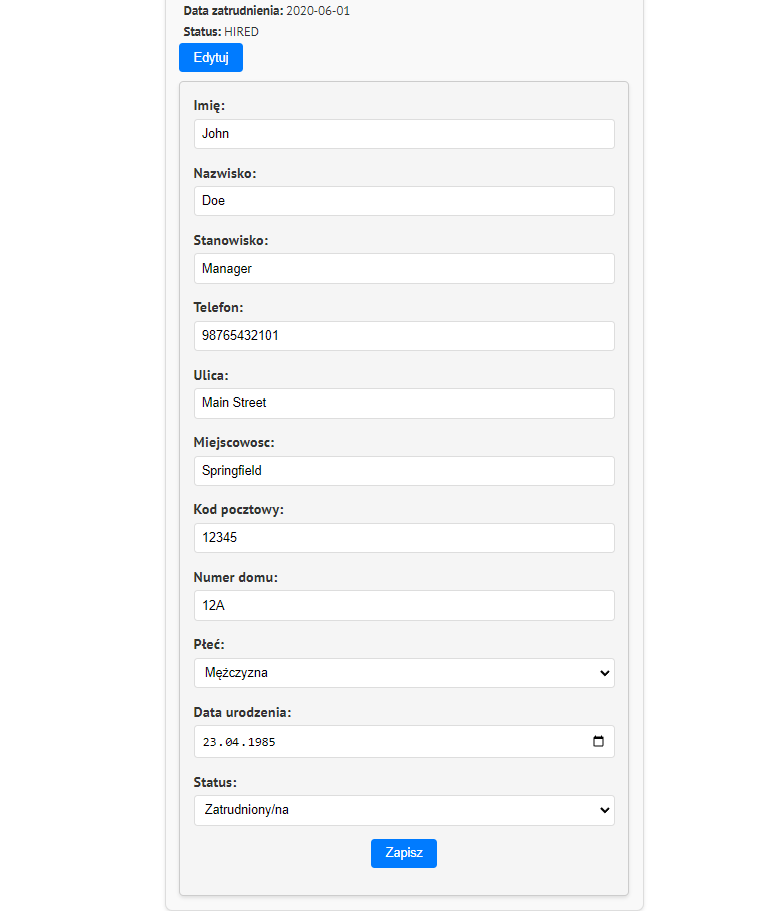 Data zatrudnienia: 2020-06-01
Status: HIRED
Edytuj
Imię:
John
Nazwisko:
Doe
Stanowisko:
Manager
Telefon:
98765432101
Ulica:
Main Street
Miejscowosc:
Springfield
Kod pocztowy:
12345
Numer domu:
12A
Płeć:
Mężczyzna
Data urodzenia:
23.04.1985
Status:
Zatrudniony/na
Zapisz